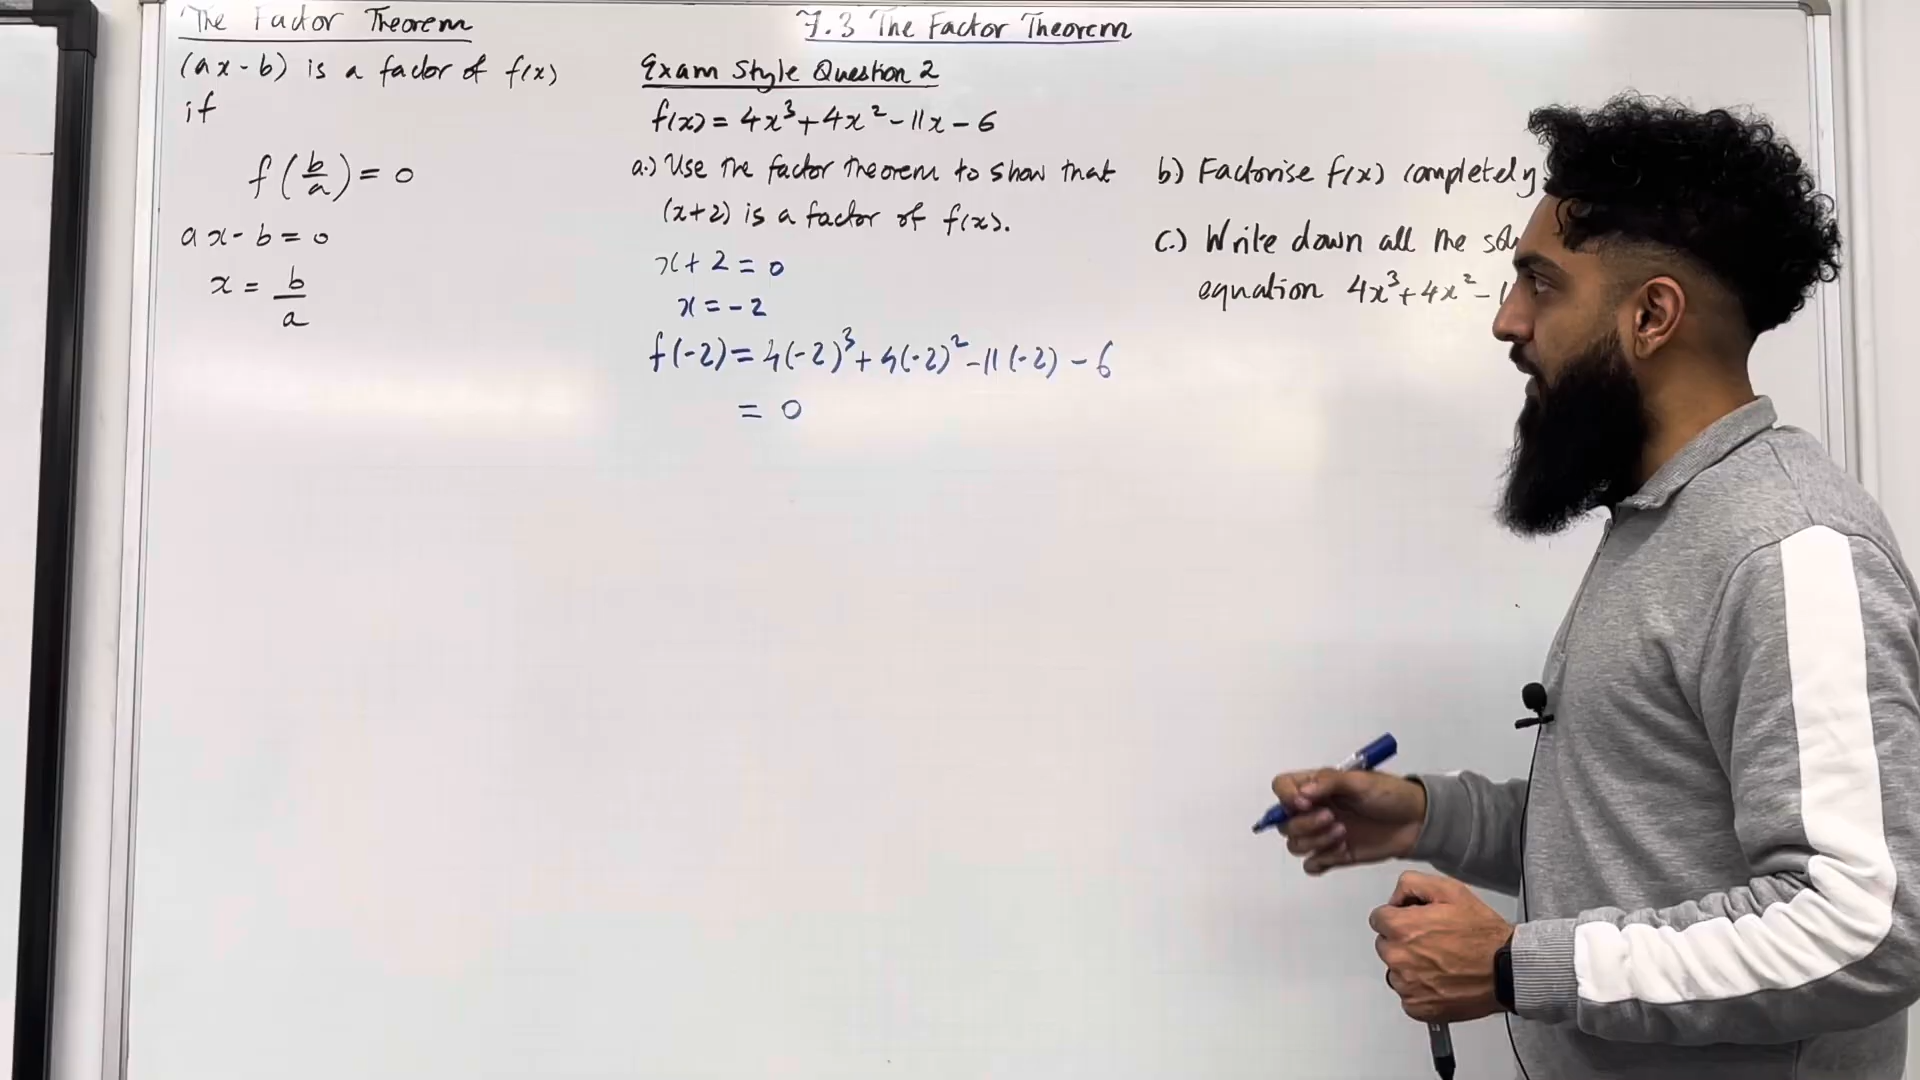 The Factor Theorem
(ax-b) is a factor of f(x)
if
f(b/a) = 0
ax-b=0
x = b/a
7.3 The Factor Theorem
Exam Style Question 2
f(x) = 4x³+4x²-11x-6
a.) Use the factor theorem to show that
(x+2) is a factor of f(x).
x+2=0
x=-2
f(-2) = 4(-2)³+4(-2)²-11(-2)-6
= 0
b) Factorise f(x) completely
c.) Write down all the
equation 4x³+4x²-